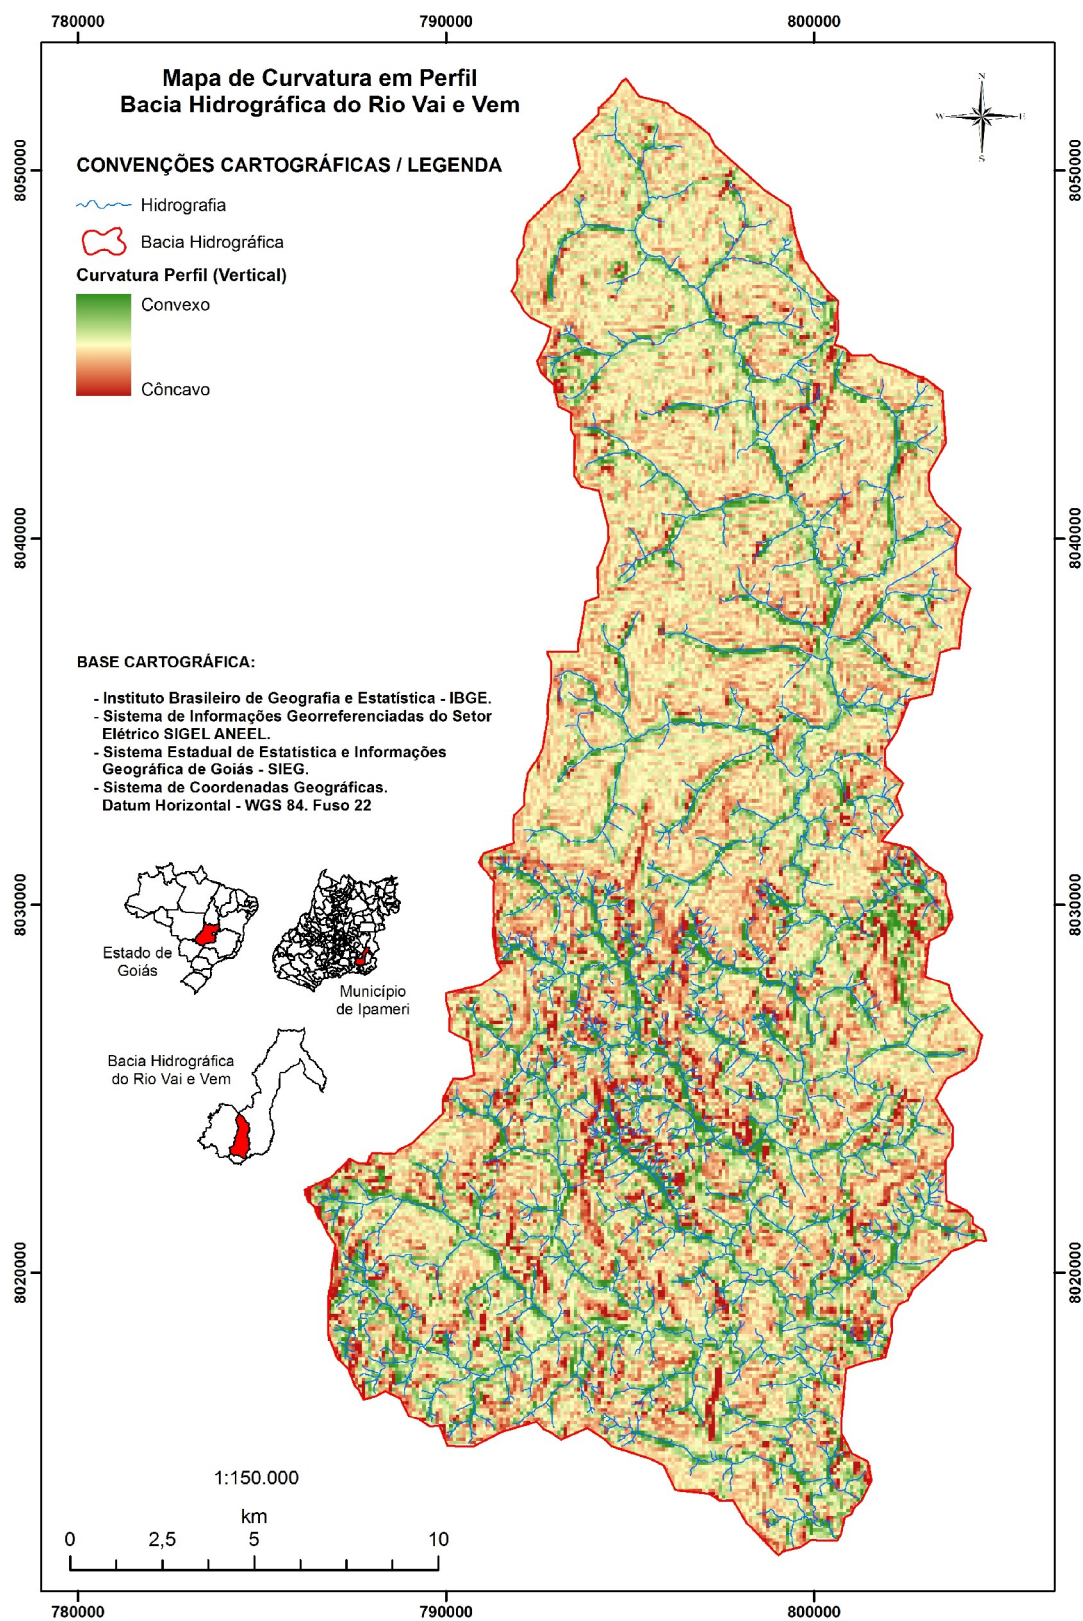 780000
790000
800000
Mapa de Curvatura em Perfil
Bacia Hidrográfica do Rio Vai e Vem
N
W
E
S
CONVENÇÕES CARTOGRÁFICAS / LEGENDA
Hidrografia
Bacia Hidrográfica
Curvatura Perfil (Vertical)
Convexo
Côncavo
8050000
8050000
8040000
8040000
BASE CARTOGRÁFICA:
- Instituto Brasileiro de Geografia e Estatística - IBGE.
- Sistema de Informações Georreferenciadas do Setor
Elétrico SIGEL ANEEL.
- Sistema Estadual de Estatística e Informações
Geográfica de Goiás - SIEG.
- Sistema de Coordenadas Geográficas.
Datum Horizontal - WGS 84. Fuso 22
8030000
8030000
Estado de
Goiás
Município
de Ipameri
Bacia Hidrográfica
do Rio Vai e Vem
8020000
8020000
1:150.000
km
0
2,5
5
10
780000
790000
800000